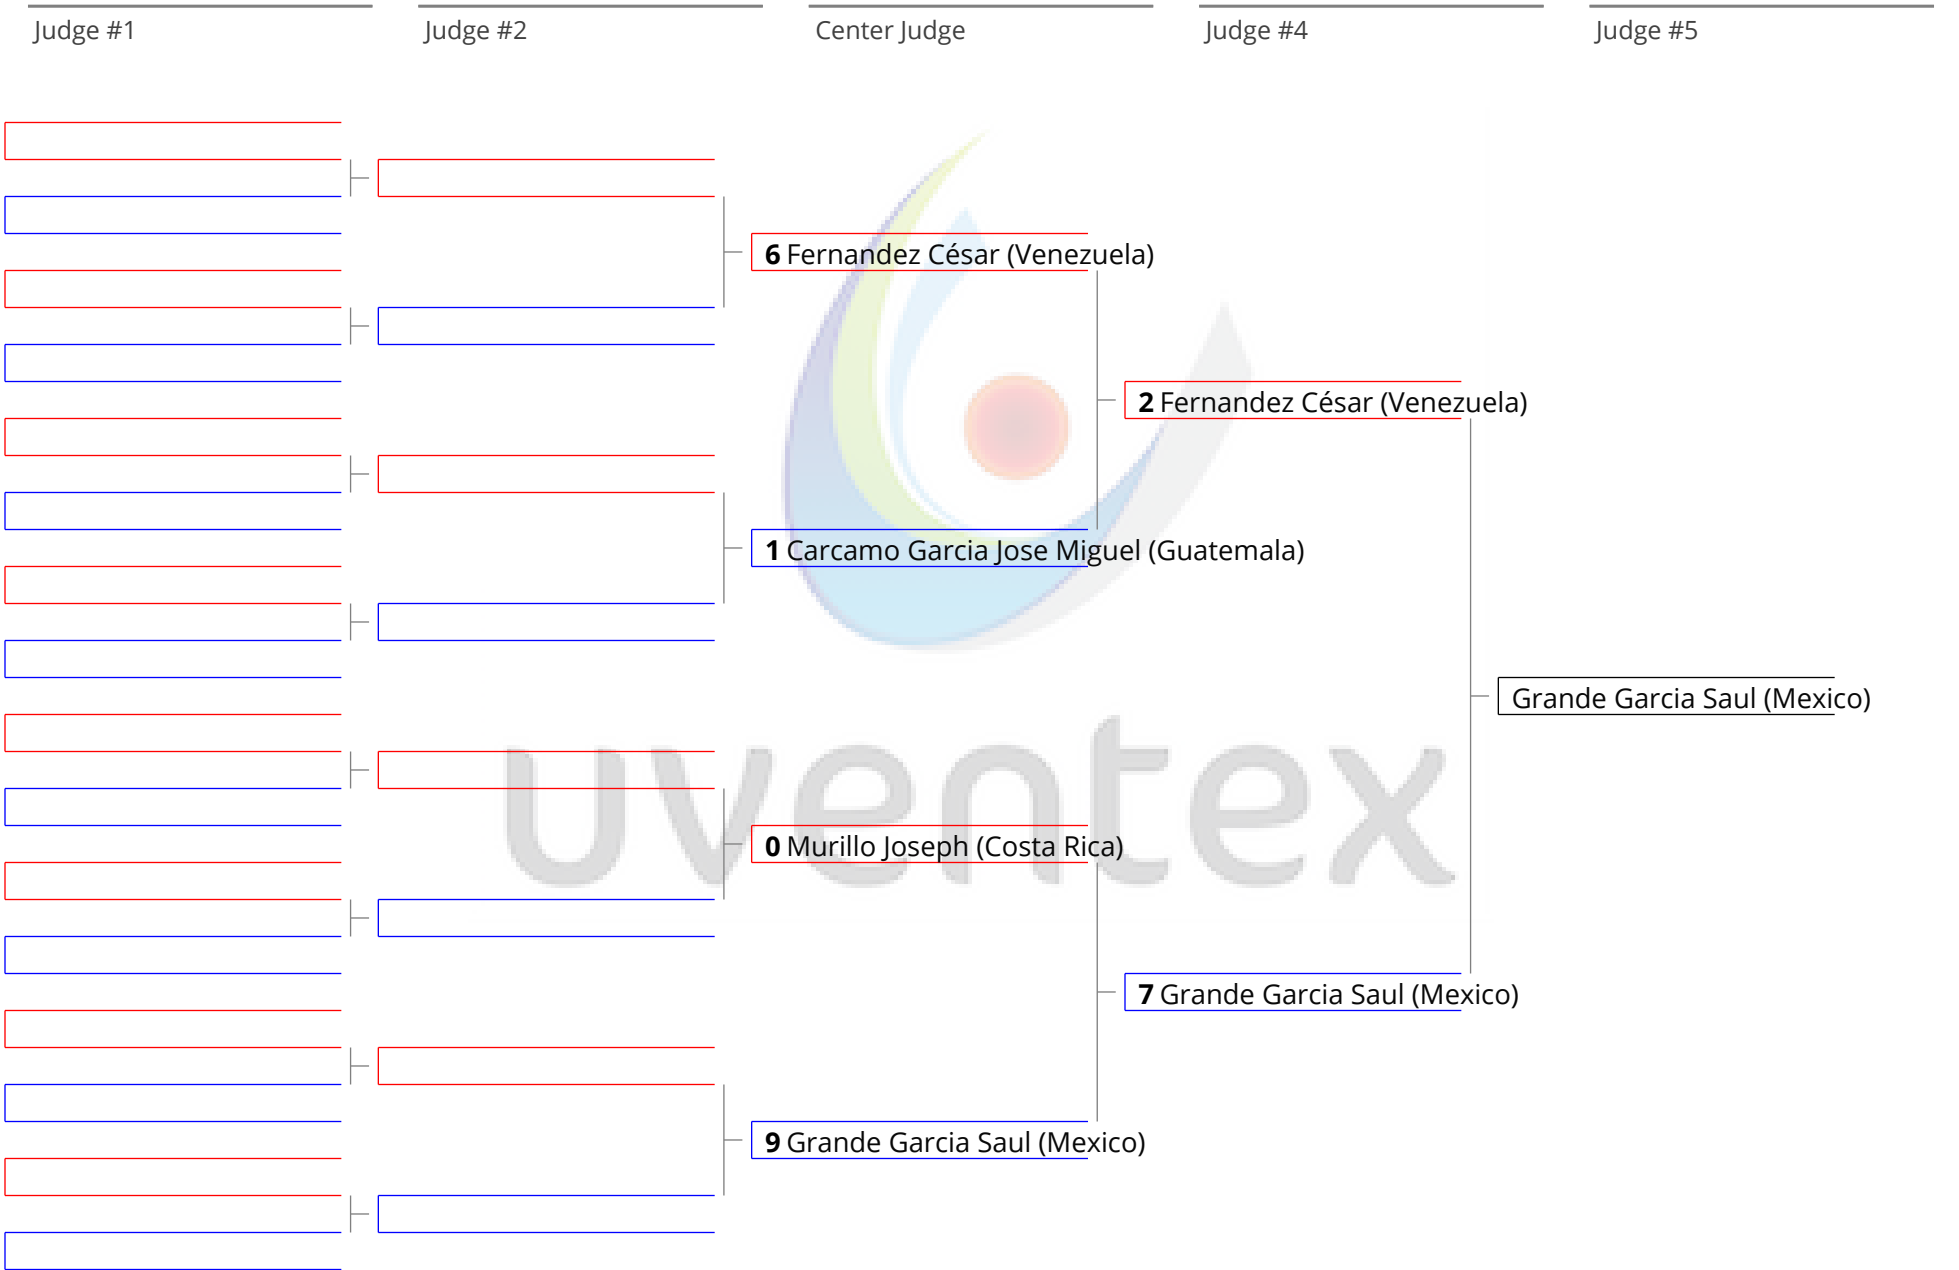 Judge #1
Judge #2
Center Judge
Judge #4
Judge #5
6 Fernandez César (Venezuela)
2 Fernandez César (Venezuela)
1 Carcamo Garcia Jose Miguel (Guatemala)
Grande Garcia Saul (Mexico)
uventex
0 Murillo Joseph (Costa Rica)
7 Grande Garcia Saul (Mexico)
9 Grande Garcia Saul (Mexico)